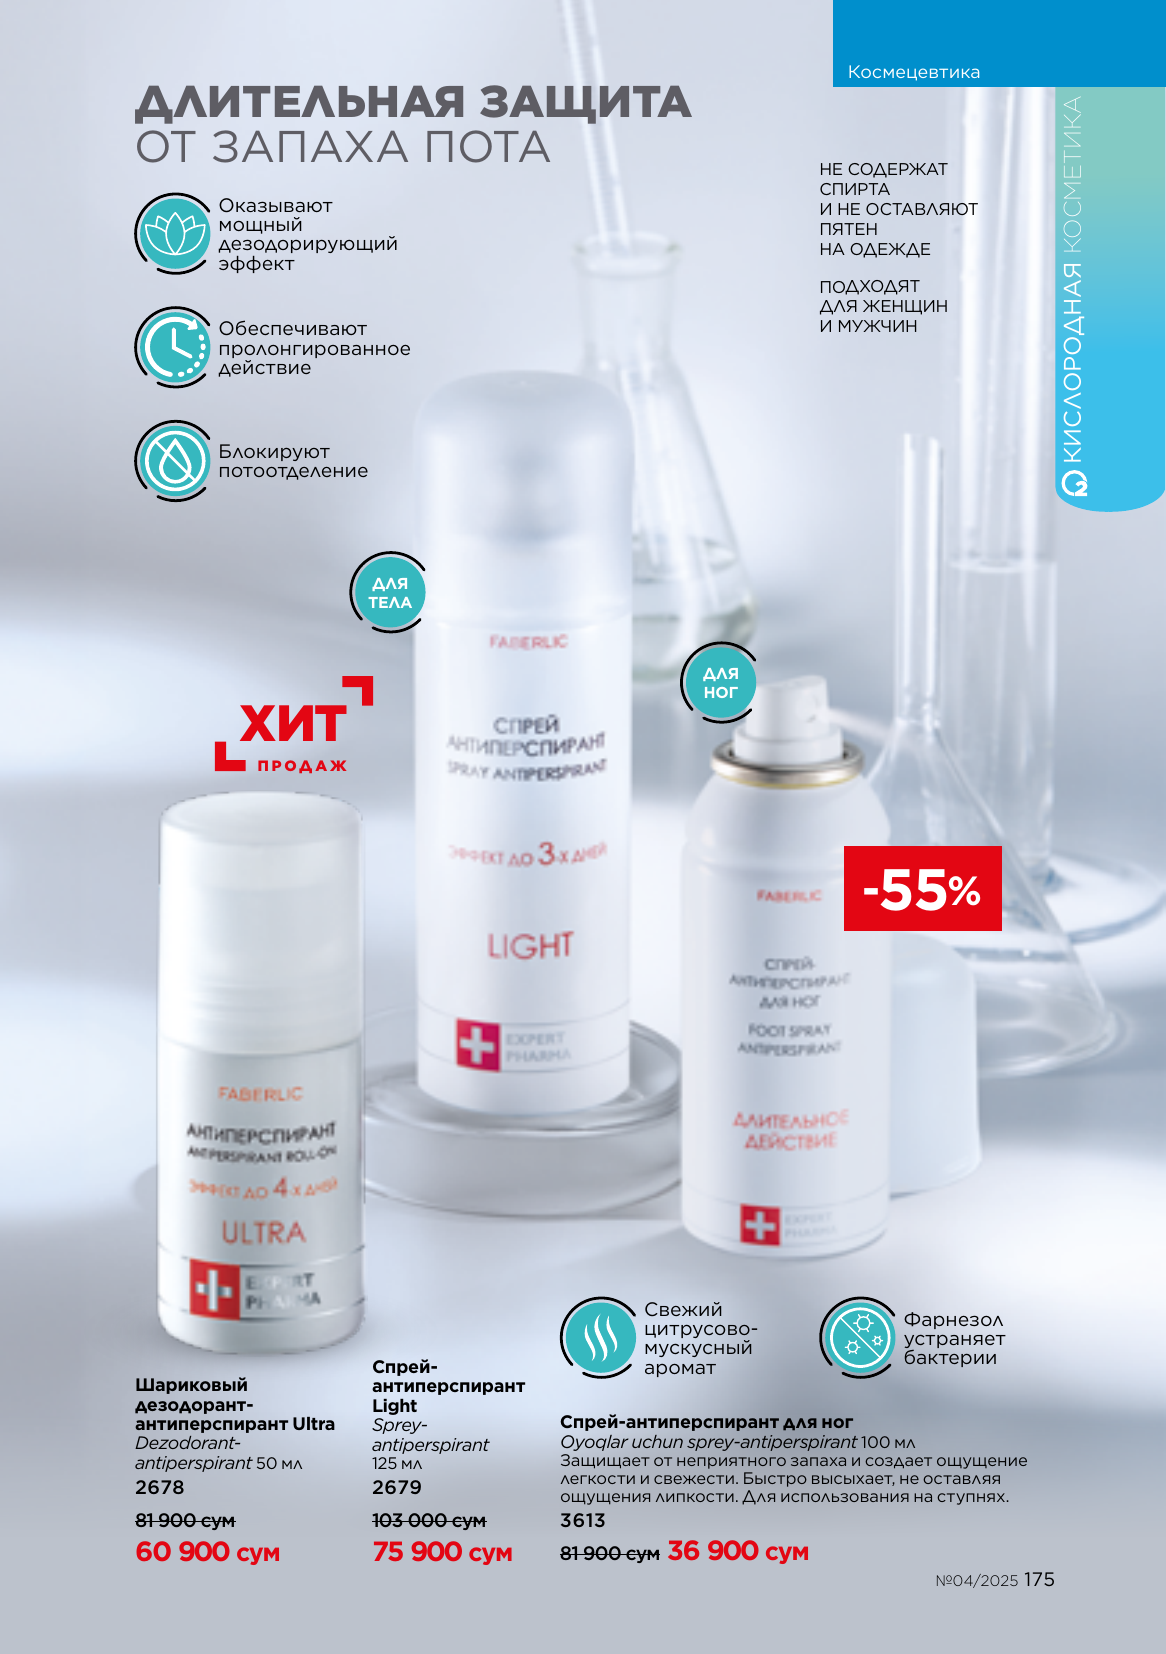 Космецевтика
ДЛИТЕЛЬНАЯ ЗАЩИТА
ОТ ЗАПАХА ПОТА
НЕ СОДЕРЖАТ
СПИРТА
И НЕ ОСТАВЛЯЮТ
ПЯТЕН
НА ОДЕЖДЕ
ПОДХОДЯТ
ДЛЯ ЖЕНЩИН
И МУЖЧИН
O2 КИСЛОРОДНАЯ КОСМЕТИКА
Оказывают
мощный
дезодорирующий
эффект
Обеспечивают
пролонгированное
действие
Блокируют
потоотделение
ДЛЯ
ТЕЛА
ДЛЯ
НОГ
ХИТ
ПРОДАЖ
FABERLIC
СПРЕЙ
АНТИПЕРСПИРАНТ
SPRAY ANTIPERSPIRANT
ЭФФЕКТ ДО 3-Х ДНЕЙ
LIGHT
EXPERT
PHARMA
-55%
FABERLIC
СПРЕЙ-
АНТИПЕРСПИРАНТ
ДЛЯ НОГ
FOOT SPRAY
ANTIPERSPIRANT
ДЛИТЕЛЬНОЕ
ДЕЙСТВИЕ
EXPERT
PHARMA
FABERLIC
АНТИПЕРСПИРАНТ
ANTIPERSPIRANT ROLL-ON
ЭФФЕКТ ДО 4-Х ДНЕЙ
ULTRA
EXPERT
PHARMA
Свежий
цитрусово-
мускусный
аромат
Фарнезол
устраняет
бактерии
Шариковый
дезодорант-
антиперспирант Ultra
Dezodorant-
antiperspirant 50 мл
2678
81 900 сум
60 900 сум
Спрей-
антиперспирант
Light
Sprey-
antiperspirant
125 мл
2679
103 000 сум
75 900 сум
Спрей-антиперспирант для ног
Oyoqlar uchun sprey-antiperspirant 100 мл
Защищает от неприятного запаха и создает ощущение
легкости и свежести. Быстро высыхает, не оставляя
ощущения липкости. Для использования на ступнях.
3613
81 900 сум 36 900 сум
№04/2025 175